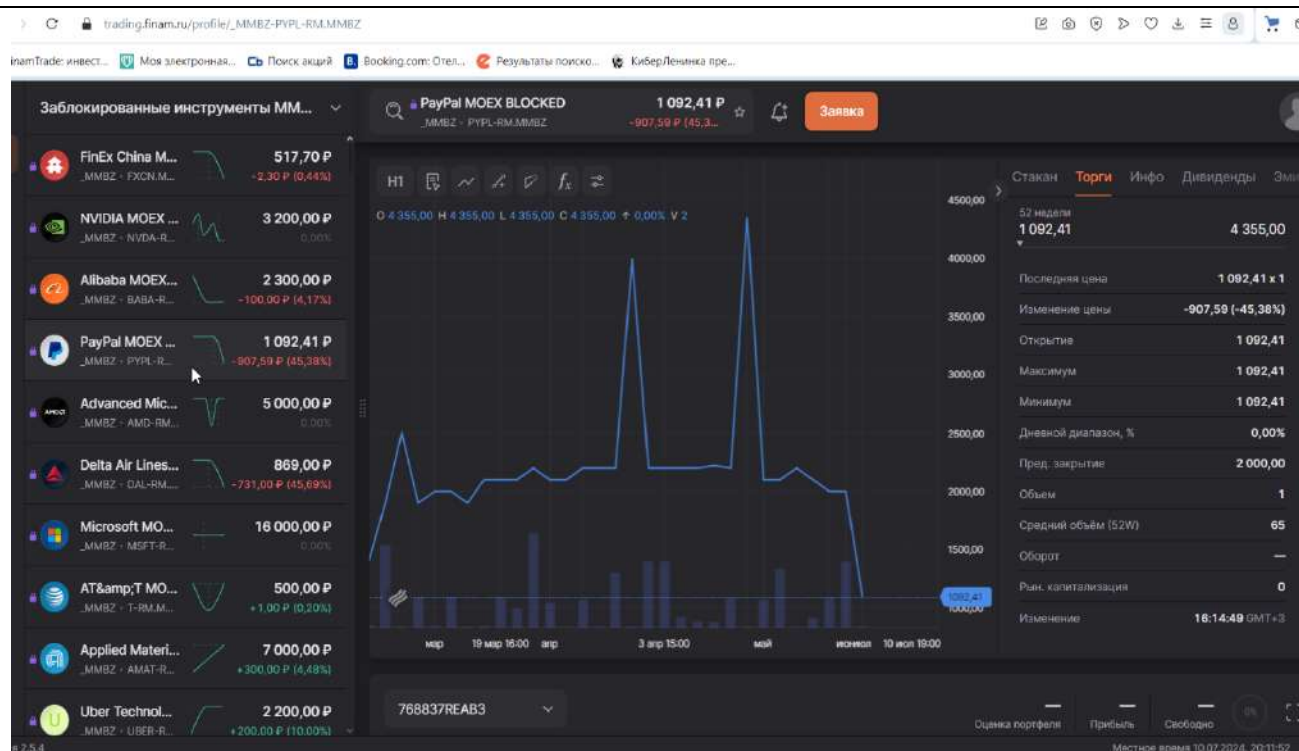 trading.finam.ru/profile/_MMBZ-PYPL-RM.MMBZ
inamTrade: инвест... Моя электронная... Поиск акций Booking.com: Отел... Результаты поиско... КиберЛенинка пре...
Заблокированные инструменты MM...
PayPal MOEX BLOCKED 1 092,41 ₽
_MMBZ · PYPL-RM.MMBZ -907,59 ₽ (45,3...
Заявка
FinEx China M... 517,70 ₽
_MMBZ · FXCN.M... -2,30 ₽ (0,44%)
NVIDIA MOEX ... 3 200,00 ₽
_MMBZ · NVDA-R... 0,00%
Alibaba MOEX... 2 300,00 ₽
_MMBZ · BABA-R... -100,00 ₽ (4,17%)
PayPal MOEX ... 1 092,41 ₽
_MMBZ · PYPL-R... -907,59 ₽ (45,38%)
Advanced Mic... 5 000,00 ₽
_MMBZ · AMD-RM... 0,00%
Delta Air Lines... 869,00 ₽
_MMBZ · DAL-RM.... -731,00 ₽ (45,69%)
Microsoft MO... 16 000,00 ₽
_MMBZ · MSFT-R... 0,00%
AT&amp;T MO... 500,00 ₽
_MMBZ · T-RM.M... +1,00 ₽ (0,20%)
Applied Materi... 7 000,00 ₽
_MMBZ · AMAT-R... +300,00 ₽ (4,48%)
Uber Technol... 2 200,00 ₽
_MMBZ · UBER-R... +200,00 ₽ (10,00%)
H1
O 4 355,00 H 4 355,00 L 4 355,00 C 4 355,00 0,00% V 2
4500,00
4000,00
3500,00
3000,00
2500,00
2000,00
1500,00
1092,41
1000,00
мар 19 мар 16:00 апр 3 апр 15:00 май 10 июл 19:00
Стакан Торги Инфо Дивиденды Эми
52 недели
1 092,41 4 355,00
Последняя цена 1 092,41 x 1
Изменение цены -907,59 (-45,38%)
Открытие 1 092,41
Максимум 1 092,41
Минимум 1 092,41
Дневной диапазон, % 0,00%
Пред. закрытие 2 000,00
Объем 1
Средний объём (52W) 65
Оборот —
Рын. капитализация 0
Изменение 16:14:49 GMT+3
768837REAB3
Оценка портфеля Прибыль Свободно 0%
2.5.4 Местное время 10.07.2024, 20:11:52